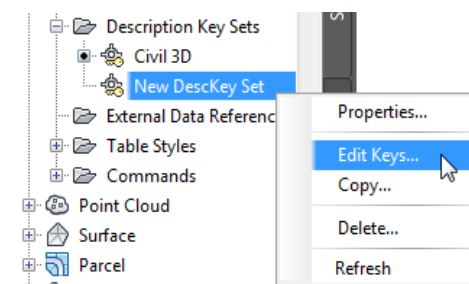 Description Key Sets
Civil 3D
New DescKey Set
External Data Referenc
Table Styles
Commands
Point Cloud
Surface
Parcel
Properties...
Edit Keys...
Copy...
Delete...
Refresh